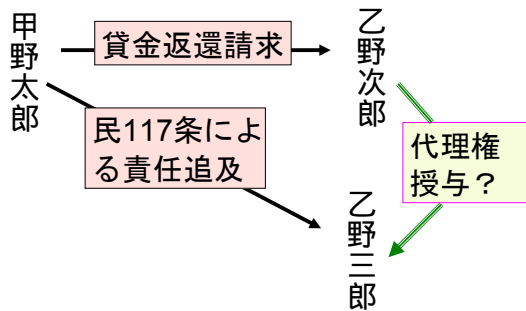 甲野太郎
貸金返還請求
乙野次郎
民117条によ
る責任追及
代理権
授与？
乙野三郎